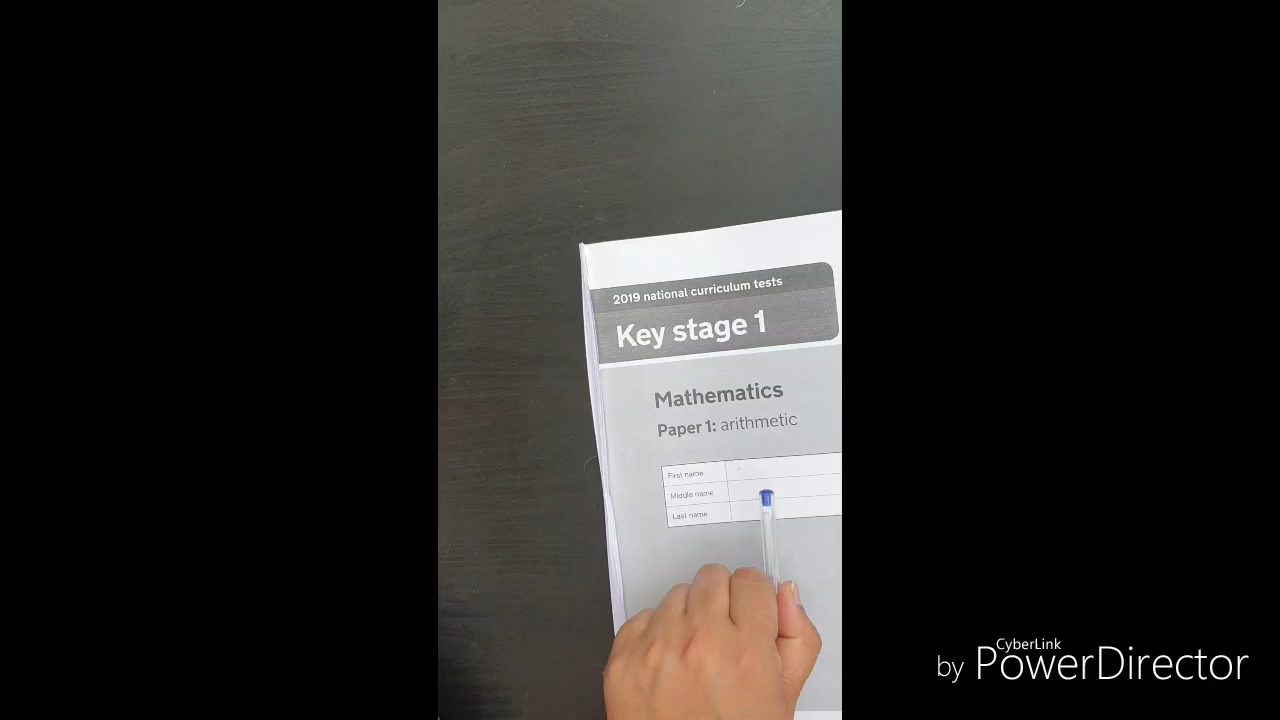 2019 national curriculum tests
Key stage 1
Mathematics
Paper 1: arithmetic
First name
Middle name
Last name
CyberLink
by PowerDirector